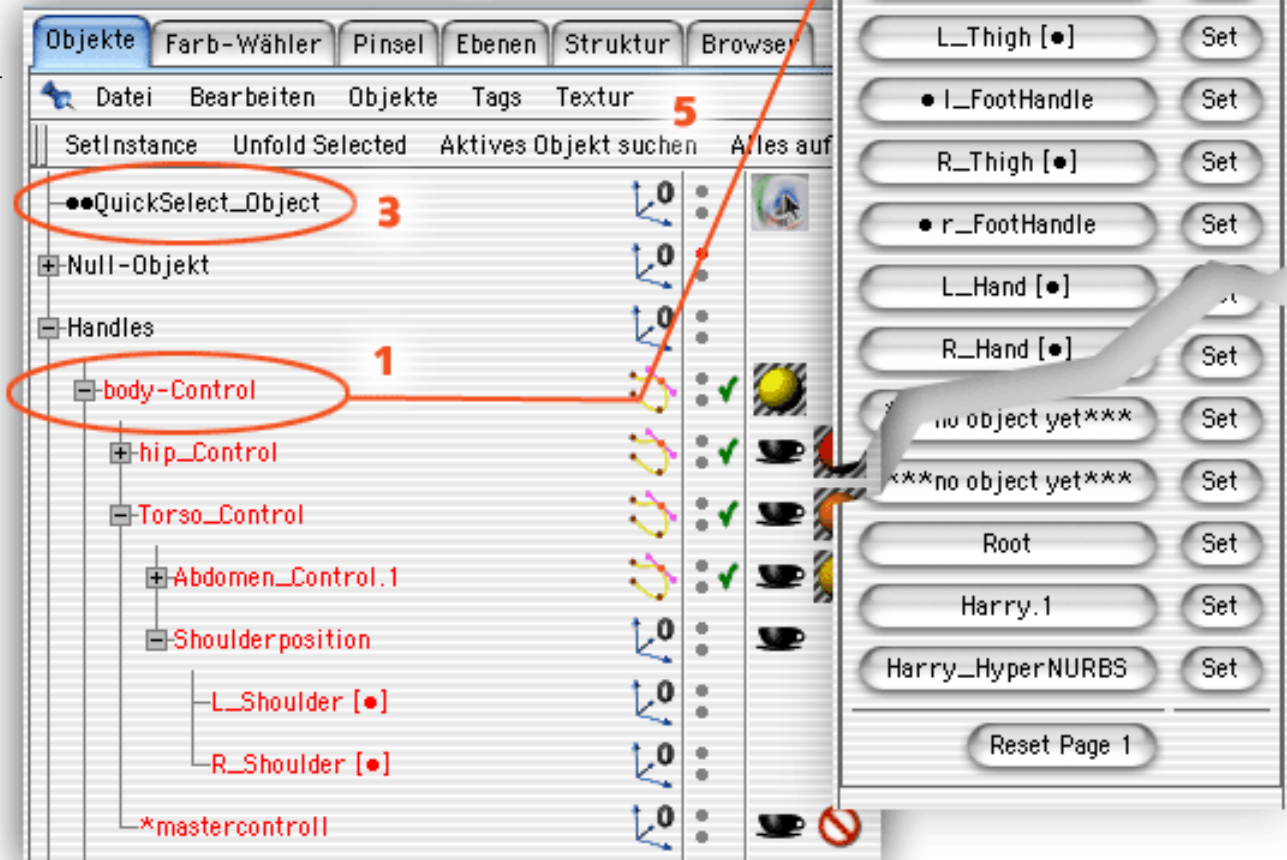 Objekte Farb-Wähler Pinsel Ebenen Struktur Browser
Datei Bearbeiten Objekte Tags Textur
5
SetInstance Unfold Selected Aktives Objekt suchen Alles auf
●●QuickSelect_Object
3
Null-Objekt
Handles
1
body-Control
hip_Control
Torso_Control
Abdomen_Control.1
Shoulderposition
L_Shoulder [●]
R_Shoulder [●]
*mastercontroll
L_Thigh [●] Set
● l_FootHandle Set
R_Thigh [●] Set
● r_FootHandle Set
L_Hand [●]
R_Hand [●] Set
no object yet*** Set
***no object yet*** Set
Root Set
Harry.1 Set
Harry_HyperNURBS Set
Reset Page 1